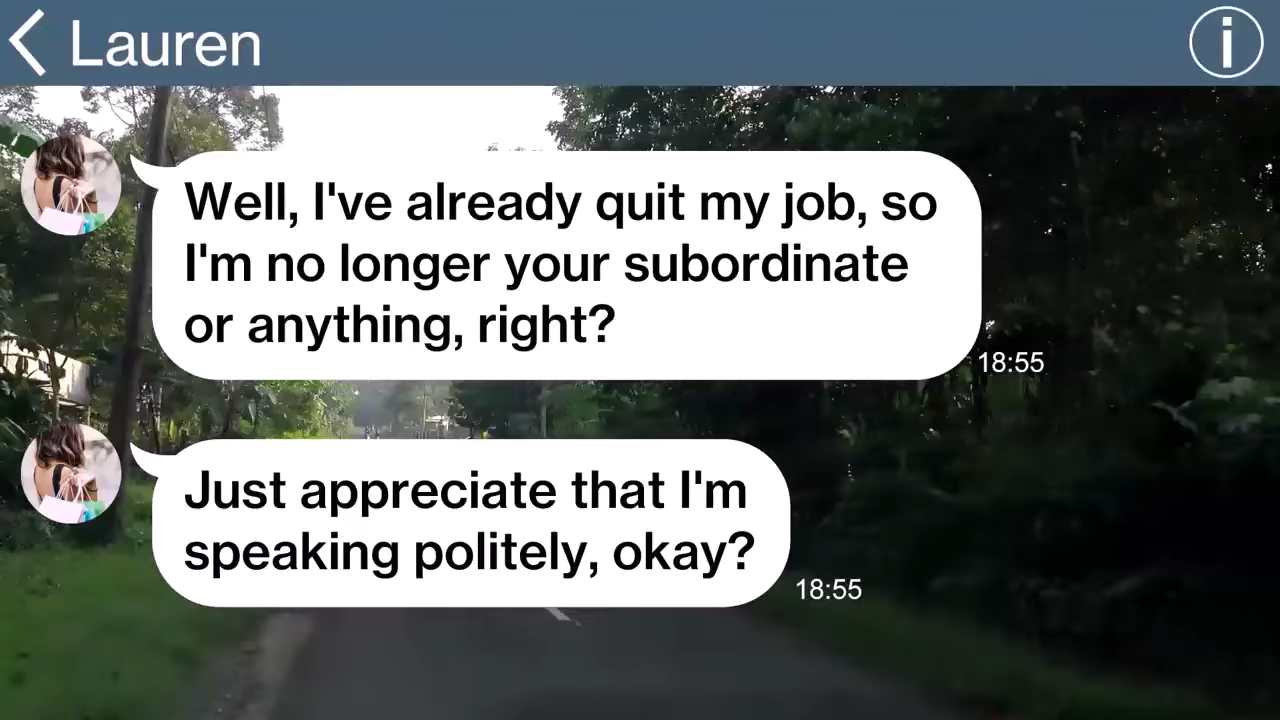 Lauren
Well, I've already quit my job, so
I'm no longer your subordinate
or anything, right?
18:55
Just appreciate that I'm
speaking politely, okay?
18:55